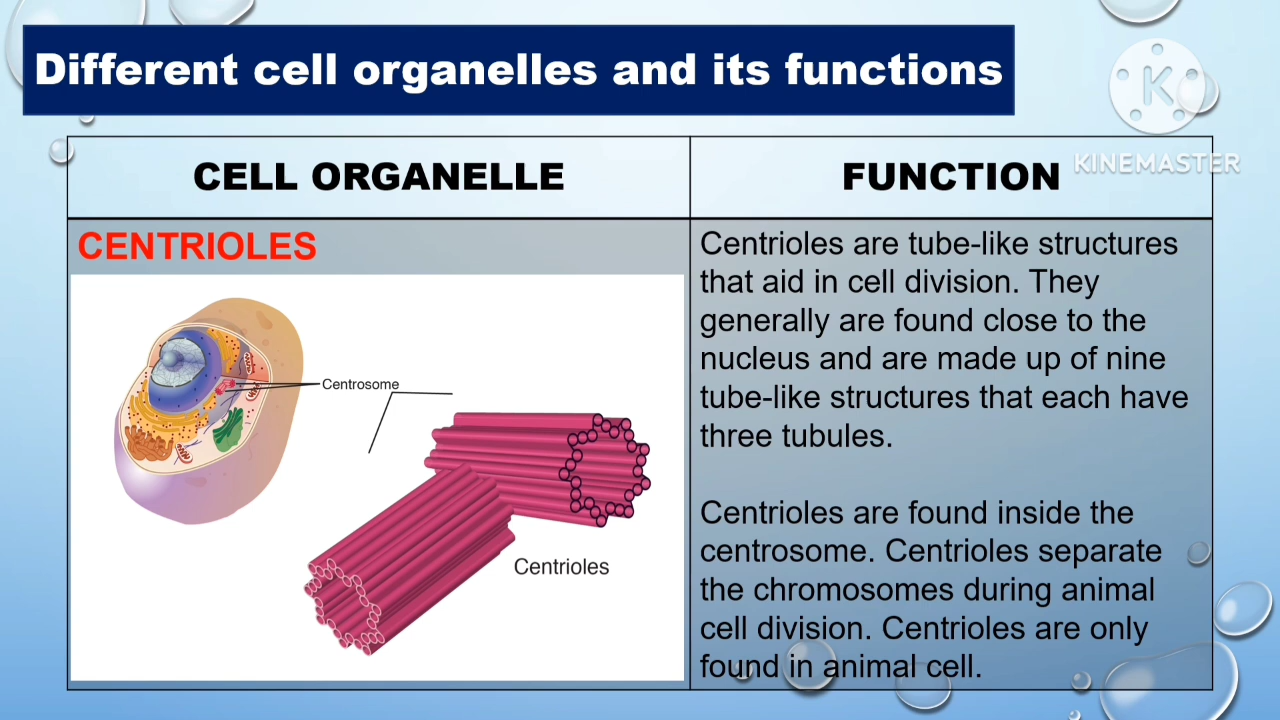 Different cell organelles and its functions
K
KINEMASTER
CELL ORGANELLE
FUNCTION
CENTRIOLES
Centrosome
Centrioles
Centrioles are tube-like structures
that aid in cell division. They
generally are found close to the
nucleus and are made up of nine
tube-like structures that each have
three tubules.
Centrioles are found inside the
centrosome. Centrioles separate
the chromosomes during animal
cell division. Centrioles are only
found in animal cell.